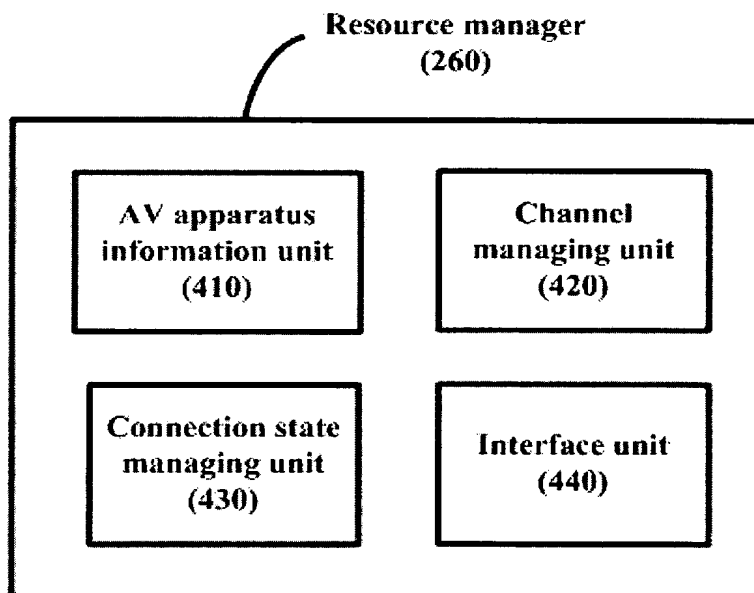 Resource manager
(260)
AV apparatus
information unit
(410)
Channel
managing unit
(420)
Connection state
managing unit
(430)
Interface unit
(440)